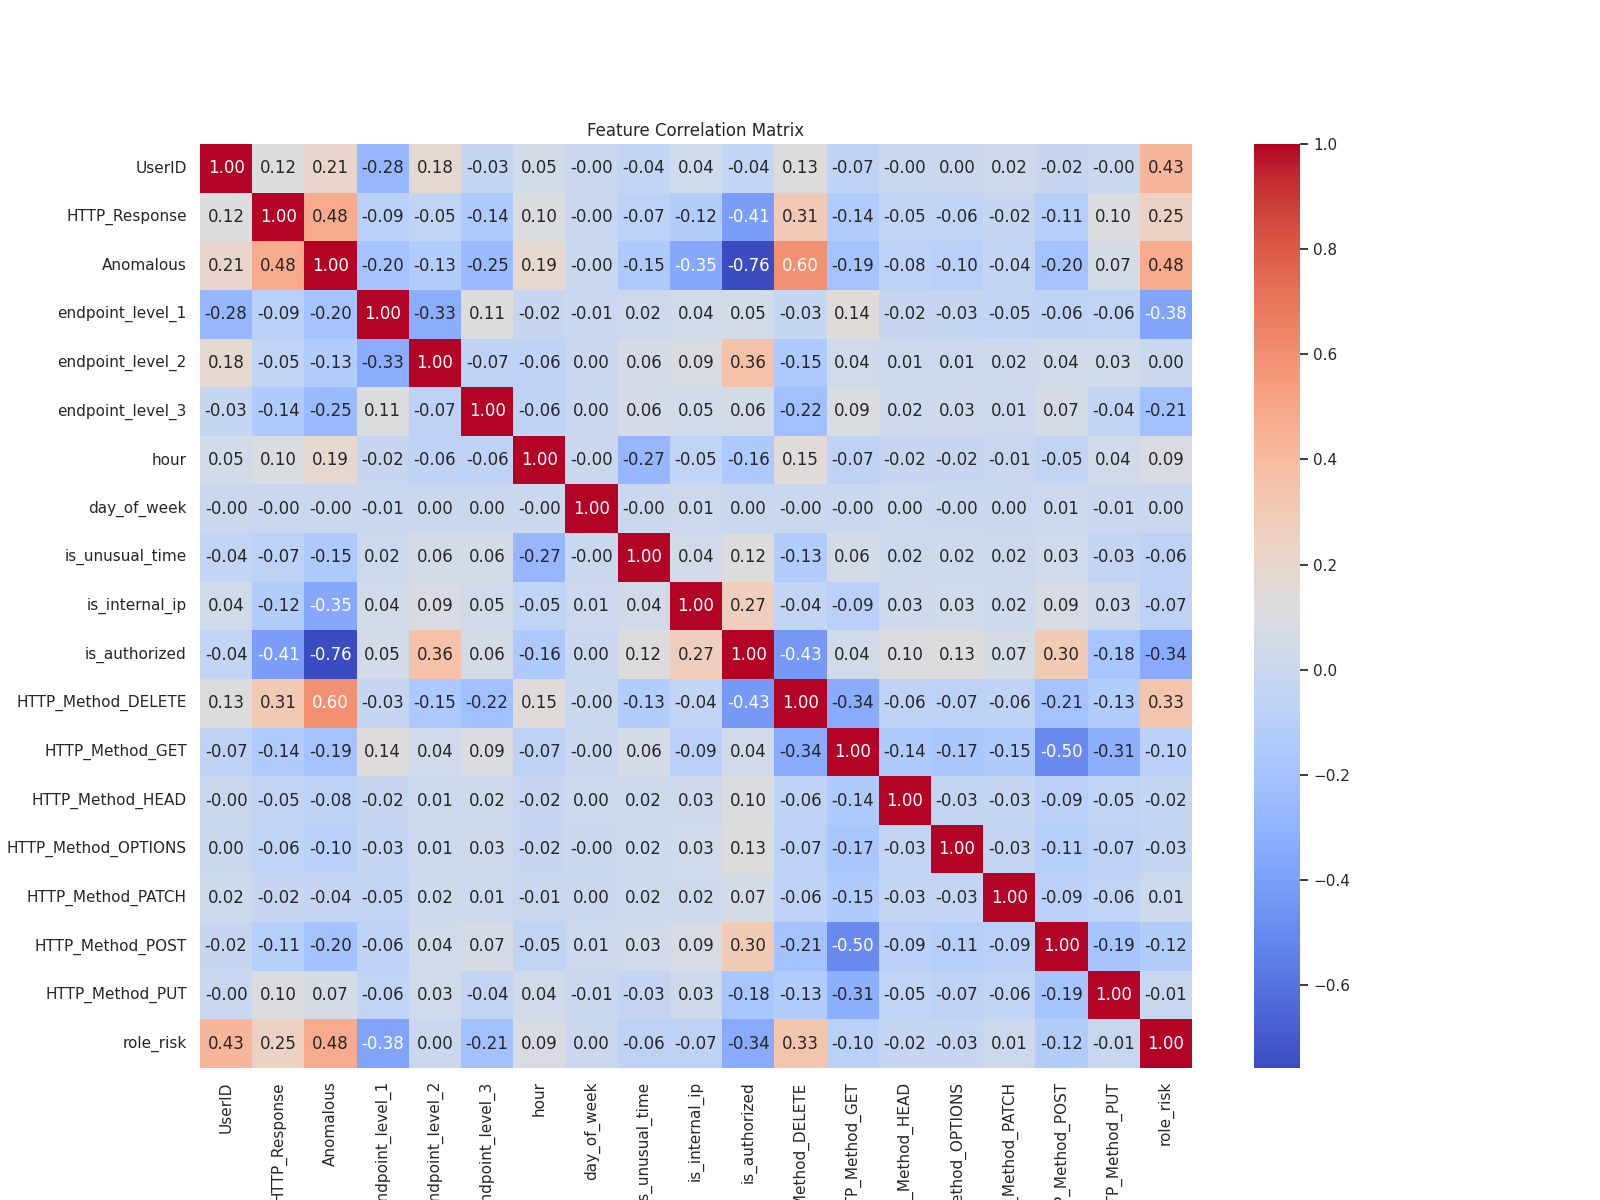 Feature Correlation Matrix
UserID 1.00 0.12 0.21 -0.28 0.18 -0.03 0.05 -0.00 -0.04 0.04 -0.04 0.13 -0.07 -0.00 0.00 0.02 -0.02 -0.00 0.43
HTTP_Response 0.12 1.00 0.48 -0.09 -0.05 -0.14 0.10 -0.00 -0.07 -0.12 -0.41 0.31 -0.14 -0.05 -0.06 -0.02 -0.11 0.10 0.25
Anomalous 0.21 0.48 1.00 -0.20 -0.13 -0.25 0.19 -0.00 -0.15 -0.35 -0.76 0.60 -0.19 -0.08 -0.10 -0.04 -0.20 0.07 0.48
endpoint_level_1 -0.28 -0.09 -0.20 1.00 -0.33 0.11 -0.02 -0.01 0.02 0.04 0.05 -0.03 0.14 -0.02 -0.03 -0.05 -0.06 -0.06 -0.38
endpoint_level_2 0.18 -0.05 -0.13 -0.33 1.00 -0.07 -0.06 0.00 0.06 0.09 0.36 -0.15 0.04 0.01 0.01 0.02 0.04 0.03 0.00
endpoint_level_3 -0.03 -0.14 -0.25 0.11 -0.07 1.00 -0.06 0.00 0.06 0.05 0.06 -0.22 0.09 0.02 0.03 0.01 0.07 -0.04 -0.21
hour 0.05 0.10 0.19 -0.02 -0.06 -0.06 1.00 -0.00 -0.27 -0.05 -0.16 0.15 -0.07 -0.02 -0.02 -0.01 -0.05 0.04 0.09
day_of_week -0.00 -0.00 -0.00 -0.01 0.00 0.00 -0.00 1.00 -0.00 0.01 0.00 -0.00 -0.00 0.00 -0.00 0.00 0.01 -0.01 0.00
is_unusual_time -0.04 -0.07 -0.15 0.02 0.06 0.06 -0.27 -0.00 1.00 0.04 0.12 -0.13 0.06 0.02 0.02 0.02 0.03 -0.03 -0.06
is_internal_ip 0.04 -0.12 -0.35 0.04 0.09 0.05 -0.05 0.01 0.04 1.00 0.27 -0.04 -0.09 0.03 0.03 0.02 0.09 0.03 -0.07
is_authorized -0.04 -0.41 -0.76 0.05 0.36 0.06 -0.16 0.00 0.12 0.27 1.00 -0.43 0.04 0.10 0.13 0.07 0.30 -0.18 -0.34
HTTP_Method_DELETE 0.13 0.31 0.60 -0.03 -0.15 -0.22 0.15 -0.00 -0.13 -0.04 -0.43 1.00 -0.34 -0.06 -0.07 -0.06 -0.21 -0.13 0.33
HTTP_Method_GET -0.07 -0.14 -0.19 0.14 0.04 0.09 -0.07 -0.00 0.06 -0.09 0.04 -0.34 1.00 -0.14 -0.17 -0.15 -0.50 -0.31 -0.10
HTTP_Method_HEAD -0.00 -0.05 -0.08 -0.02 0.01 0.02 -0.02 0.00 0.02 0.03 0.10 -0.06 -0.14 1.00 -0.03 -0.03 -0.09 -0.05 -0.02
HTTP_Method_OPTIONS 0.00 -0.06 -0.10 -0.03 0.01 0.03 -0.02 -0.00 0.02 0.03 0.13 -0.07 -0.17 -0.03 1.00 -0.03 -0.11 -0.07 -0.03
HTTP_Method_PATCH 0.02 -0.02 -0.04 -0.05 0.02 0.01 -0.01 0.00 0.02 0.02 0.07 -0.06 -0.15 -0.03 -0.03 1.00 -0.09 -0.06 0.01
HTTP_Method_POST -0.02 -0.11 -0.20 -0.06 0.04 0.07 -0.05 0.01 0.03 0.09 0.30 -0.21 -0.50 -0.09 -0.11 -0.09 1.00 -0.19 -0.12
HTTP_Method_PUT -0.00 0.10 0.07 -0.06 0.03 -0.04 0.04 -0.01 -0.03 0.03 -0.18 -0.13 -0.31 -0.05 -0.07 -0.06 -0.19 1.00 -0.01
role_risk 0.43 0.25 0.48 -0.38 0.00 -0.21 0.09 0.00 -0.06 -0.07 -0.34 0.33 -0.10 -0.02 -0.03 0.01 -0.12 -0.01 1.00
UserID
HTTP_Response
Anomalous
ndpoint_level_1
ndpoint_level_2
ndpoint_level_3
hour
day_of_week
s_unusual_time
is_internal_ip
is_authorized
Method_DELETE
TP_Method_GET
_Method_HEAD
ethod_OPTIONS
_Method_PATCH
P_Method_POST
TP_Method_PUT
role_risk
1.0
0.8
0.6
0.4
0.2
0.0
−0.2
−0.4
−0.6